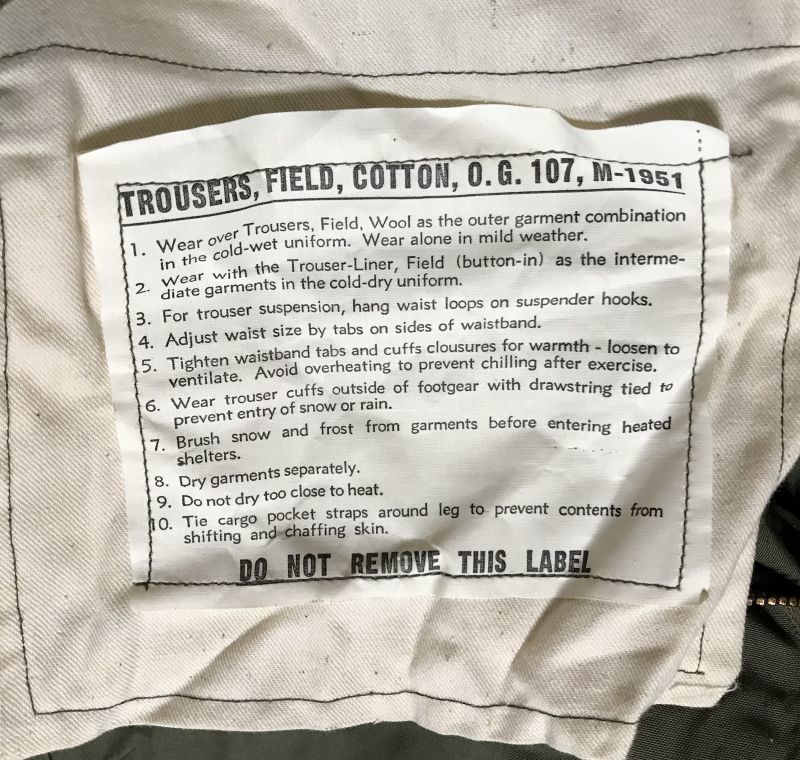 TROUSERS, FIELD, COTTON, O.G. 107, M-1951
1. Wear over Trousers, Field, Wool as the outer garment combination
in the cold-wet uniform. Wear alone in mild weather.
2. Wear with the Trouser-Liner, Field (button-in) as the interme-
diate garments in the cold-dry uniform.
3. For trouser suspension, hang waist loops on suspender hooks.
4. Adjust waist size by tabs on sides of waistband.
5. Tighten waistband tabs and cuffs clousures for warmth - loosen to
ventilate. Avoid overheating to prevent chilling after exercise.
6. Wear trouser cuffs outside of footgear with drawstring tied to
prevent entry of snow or rain.
7. Brush snow and frost from garments before entering heated
shelters.
8. Dry garments separately.
9. Do not dry too close to heat.
10. Tie cargo pocket straps around leg to prevent contents from
shifting and chaffing skin.
DO NOT REMOVE THIS LABEL